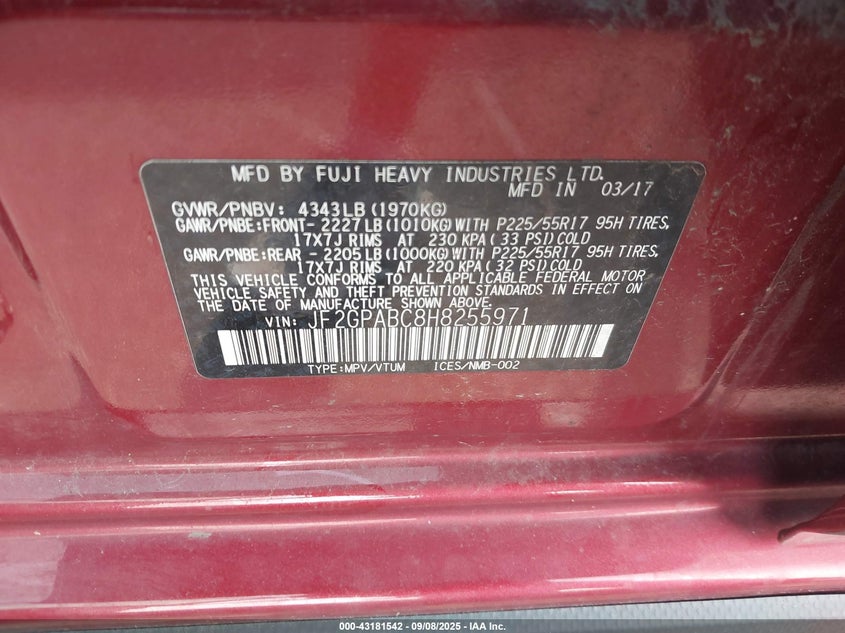 MFD BY FUJI HEAVY INDUSTRIES LTD.
MFD IN 03/17
GVWR/PNBV: 4343LB(1970KG)
GAWR/PNBE:FRONT- 2227LB(1010KG)WITH P225/55R17 95H TIRES,
17X7J RIMS AT 230KPA(33 PSI)COLD
GAWR/PNBE:REAR - 2205LB(1000KG)WITH P225/55R17 95H TIRES,
17X7J RIMS AT 220KPA(32 PSI)COLD
THIS VEHICLE CONFORMS TO ALL APPLICABLE FEDERAL MOTOR
VEHICLE SAFETY AND THEFT PREVENTION STANDARDS IN EFFECT ON
THE DATE OF MANUFACTURE SHOWN ABOVE.
VIN: JF2GPABC8H8255971
TYPE:MPV/VTUM ICES/NMB-002
000-43181542 - 09/08/2025 - IAA Inc.